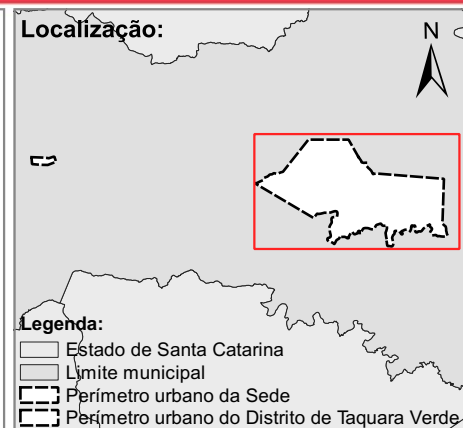 Localização:
N
Legenda:
Estado de Santa Catarina
Limite municipal
Perímetro urbano da Sede
Perímetro urbano do Distrito de Taquara Verde